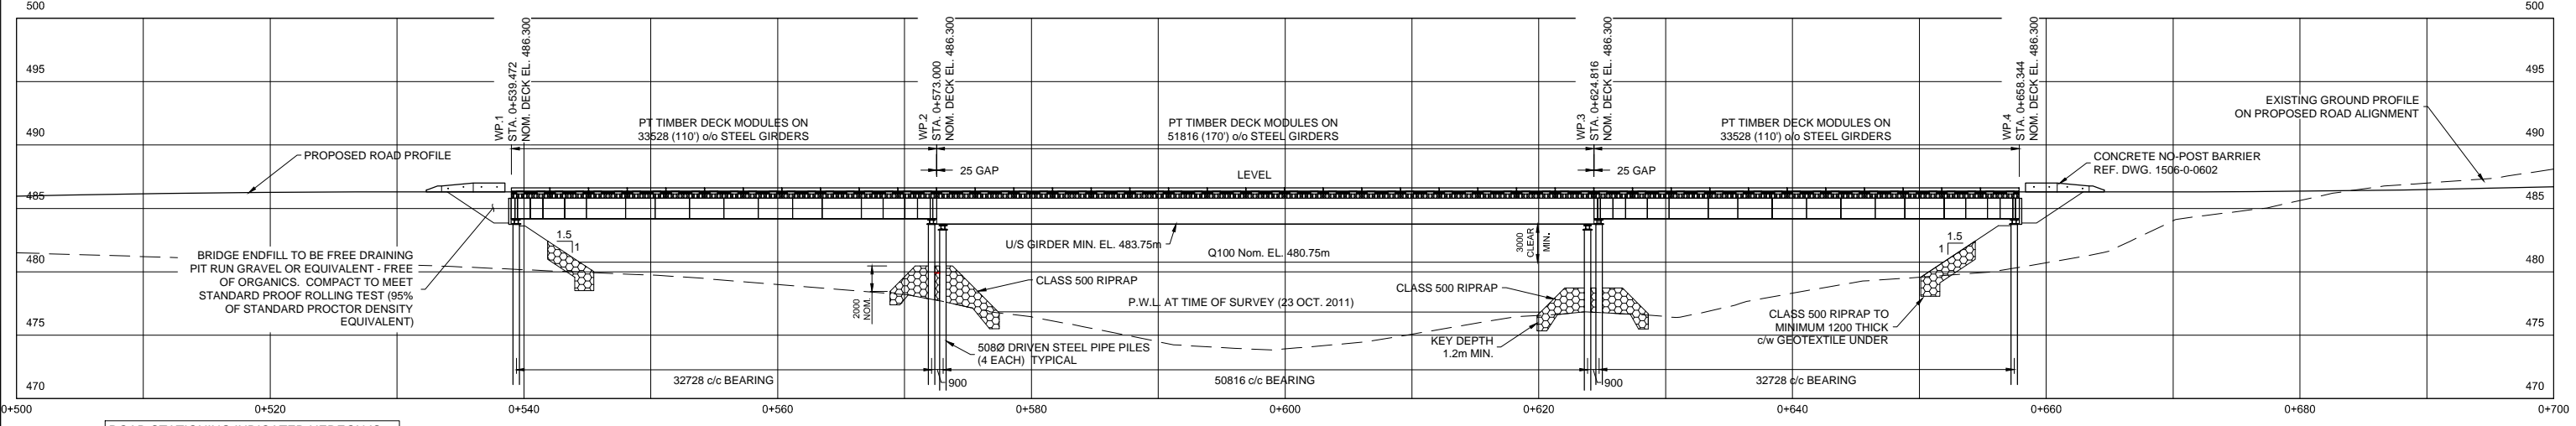 500
500
WP.1
STA. 0+539.472
NOM. DECK EL. 486.300
WP.2
STA. 0+573.000
NOM. DECK EL. 486.300
WP.3
STA. 0+624.816
NOM. DECK EL. 486.300
WP.4
STA. 0+658.344
NOM. DECK EL. 486.300
495
495
EXISTING GROUND PROFILE
ON PROPOSED ROAD ALIGNMENT
PT TIMBER DECK MODULES ON
33528 (110') o/o STEEL GIRDERS
PT TIMBER DECK MODULES ON
51816 (170') o/o STEEL GIRDERS
PT TIMBER DECK MODULES ON
33528 (110') o/o STEEL GIRDERS
490
490
PROPOSED ROAD PROFILE
CONCRETE NO-POST BARRIER
REF. DWG. 1506-0-0602
25 GAP
LEVEL
25 GAP
485
485
1.5
1
U/S GIRDER MIN. EL. 483.75m
3000
CLEAR
MIN.
1.5
1
BRIDGE ENDFILL TO BE FREE DRAINING
PIT RUN GRAVEL OR EQUIVALENT - FREE
OF ORGANICS. COMPACT TO MEET
STANDARD PROOF ROLLING TEST (95%
OF STANDARD PROCTOR DENSITY
EQUIVALENT)
Q100 Nom. EL. 480.75m
480
480
CLASS 500 RIPRAP
CLASS 500 RIPRAP
2000
NOM.
P.W.L. AT TIME OF SURVEY (23 OCT. 2011)
CLASS 500 RIPRAP TO
MINIMUM 1200 THICK
c/w GEOTEXTILE UNDER
475
475
508Ø DRIVEN STEEL PIPE PILES
(4 EACH) TYPICAL
KEY DEPTH
1.2m MIN.
32728 c/c BEARING
900
50816 c/c BEARING
900
32728 c/c BEARING
470
470
0+500
0+520
0+540
0+560
0+580
0+600
0+620
0+640
0+660
0+680
0+700